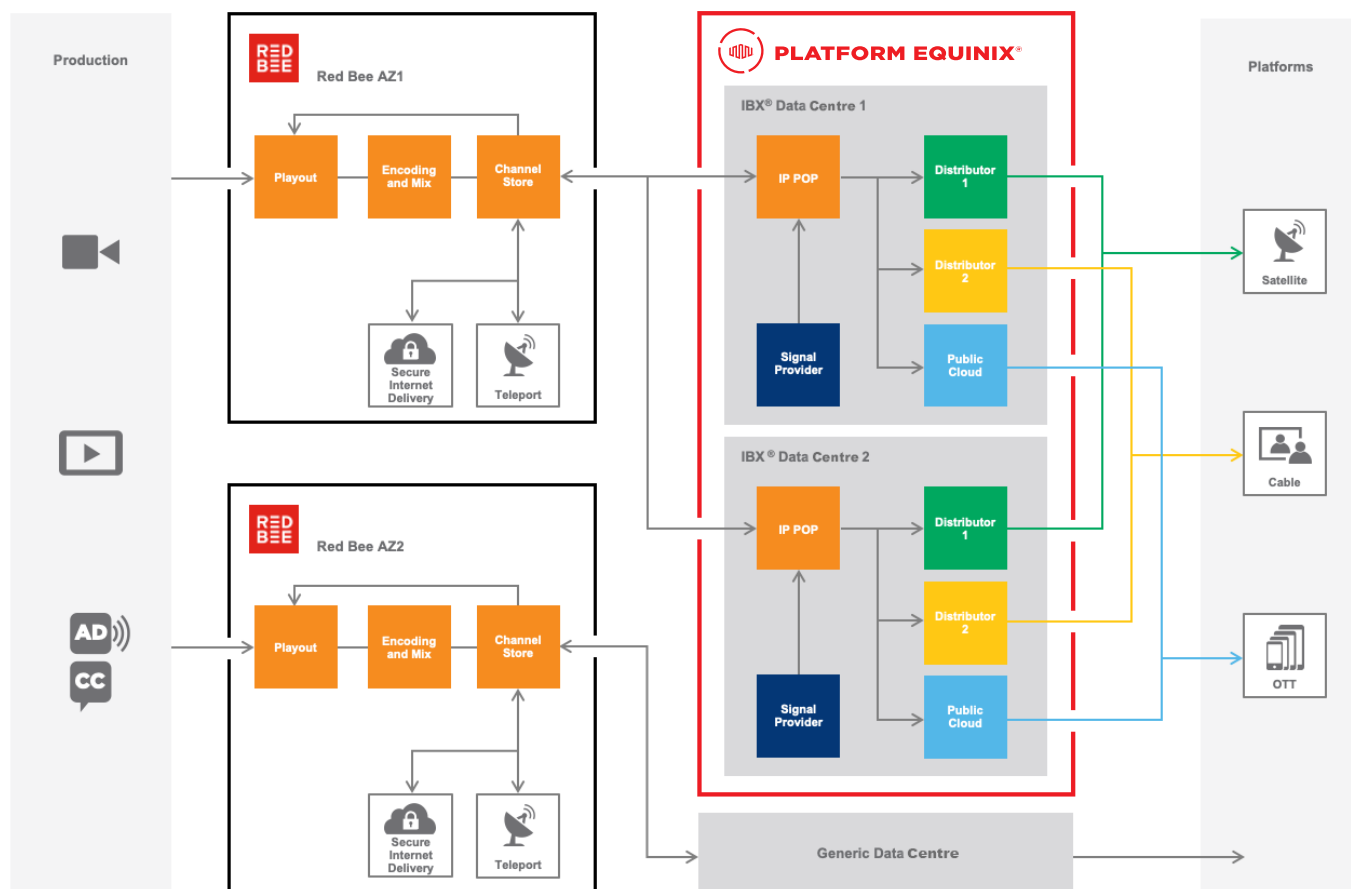 Production
RED
BEE
Red Bee AZ1
Playout
Encoding
and Mix
Channel
Store
Secure
Internet
Delivery
Teleport
RED
BEE
Red Bee AZ2
AD
CC
Playout
Encoding
and Mix
Channel
Store
Secure
Internet
Delivery
Teleport
PLATFORM EQUINIX®
IBX® Data Centre 1
IP POP
Distributor
1
Distributor
2
Signal
Provider
Public
Cloud
IBX® Data Centre 2
IP POP
Distributor
1
Distributor
2
Signal
Provider
Public
Cloud
Generic Data Centre
Platforms
Satellite
Cable
OTT